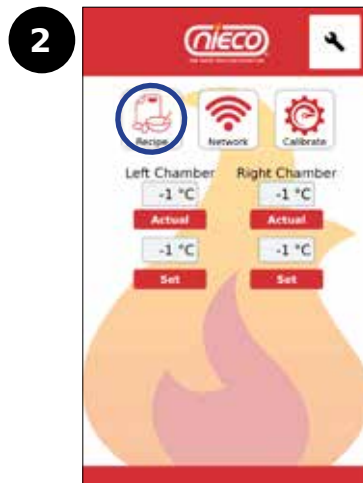 2
nieco
Recipe Network Calibrate
Left Chamber Right Chamber
-1 °C -1 °C
Actual Actual
-1 °C -1 °C
Set Set